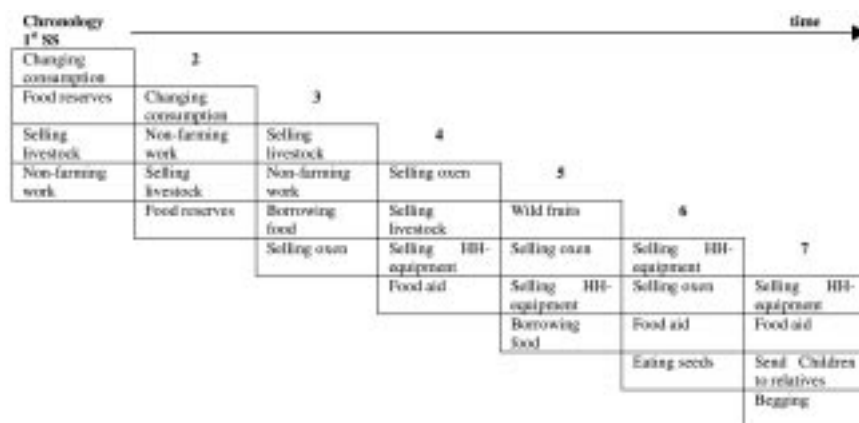 Chronology time
1st SS
Changing 2
consumption
Food reserves Changing 3
consumption
Selling Non-farming Selling 4
livestock work livestock
Non-farming Selling Non-farming Selling oxen 5
work livestock work
Food reserves Borrowing Selling Wild fruits 6
food livestock
Selling oxen Selling HH- Selling oxen Selling HH- 7
equipment equipment
Food aid Selling HH- Selling oxen Selling HH-
equipment equipment
Borrowing Food aid Food aid
food
Eating seeds Send Children
to relatives
Begging